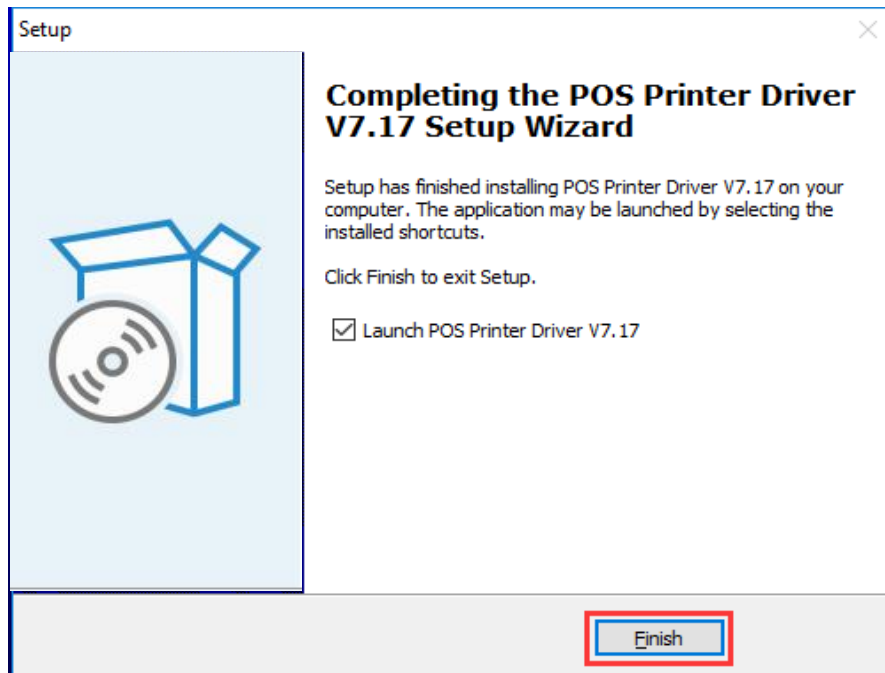 Setup
Completing the POS Printer Driver
V7.17 Setup Wizard
Setup has finished installing POS Printer Driver V7.17 on your
computer. The application may be launched by selecting the
installed shortcuts.
Click Finish to exit Setup.
Launch POS Printer Driver V7.17
Finish